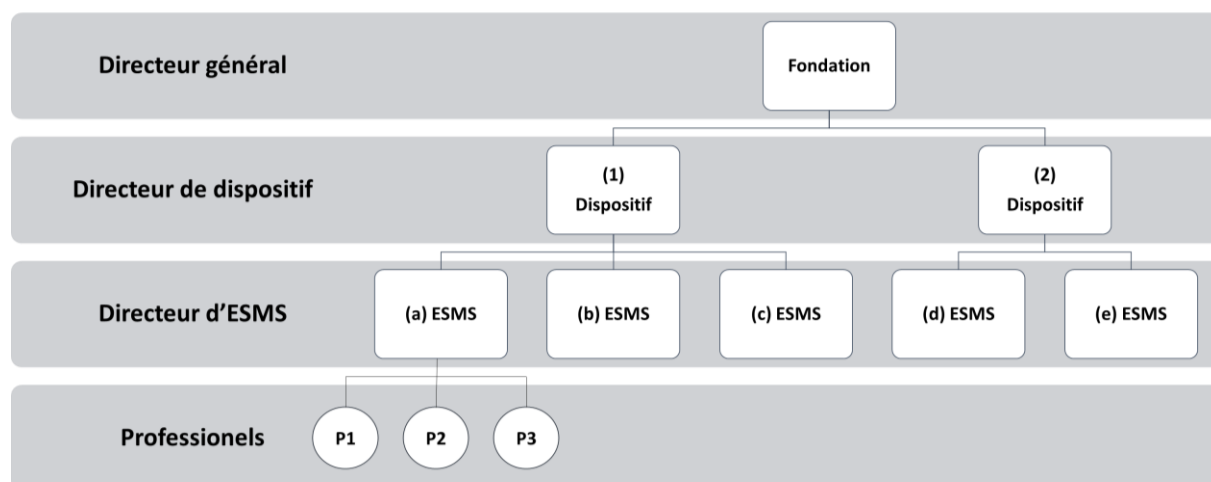 Directeur général
Fondation
Directeur de dispositif
(1)
Dispositif
(2)
Dispositif
Directeur d'ESMS
(a) ESMS
(b) ESMS
(c) ESMS
(d) ESMS
(e) ESMS
Professionels
P1
P2
P3